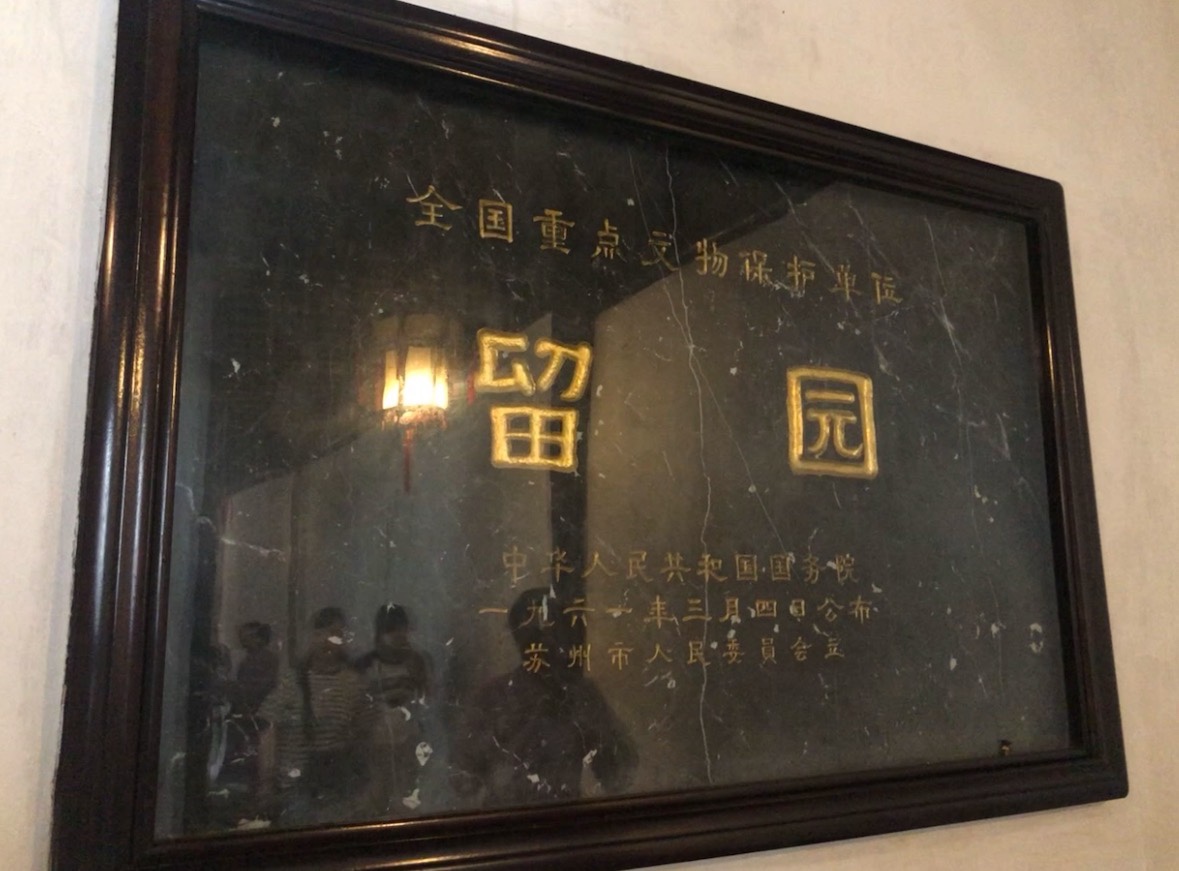 全国重点文物保护单位
留园
中华人民共和国国务院
一九六一年三月四日公布
苏州市人民委員会立